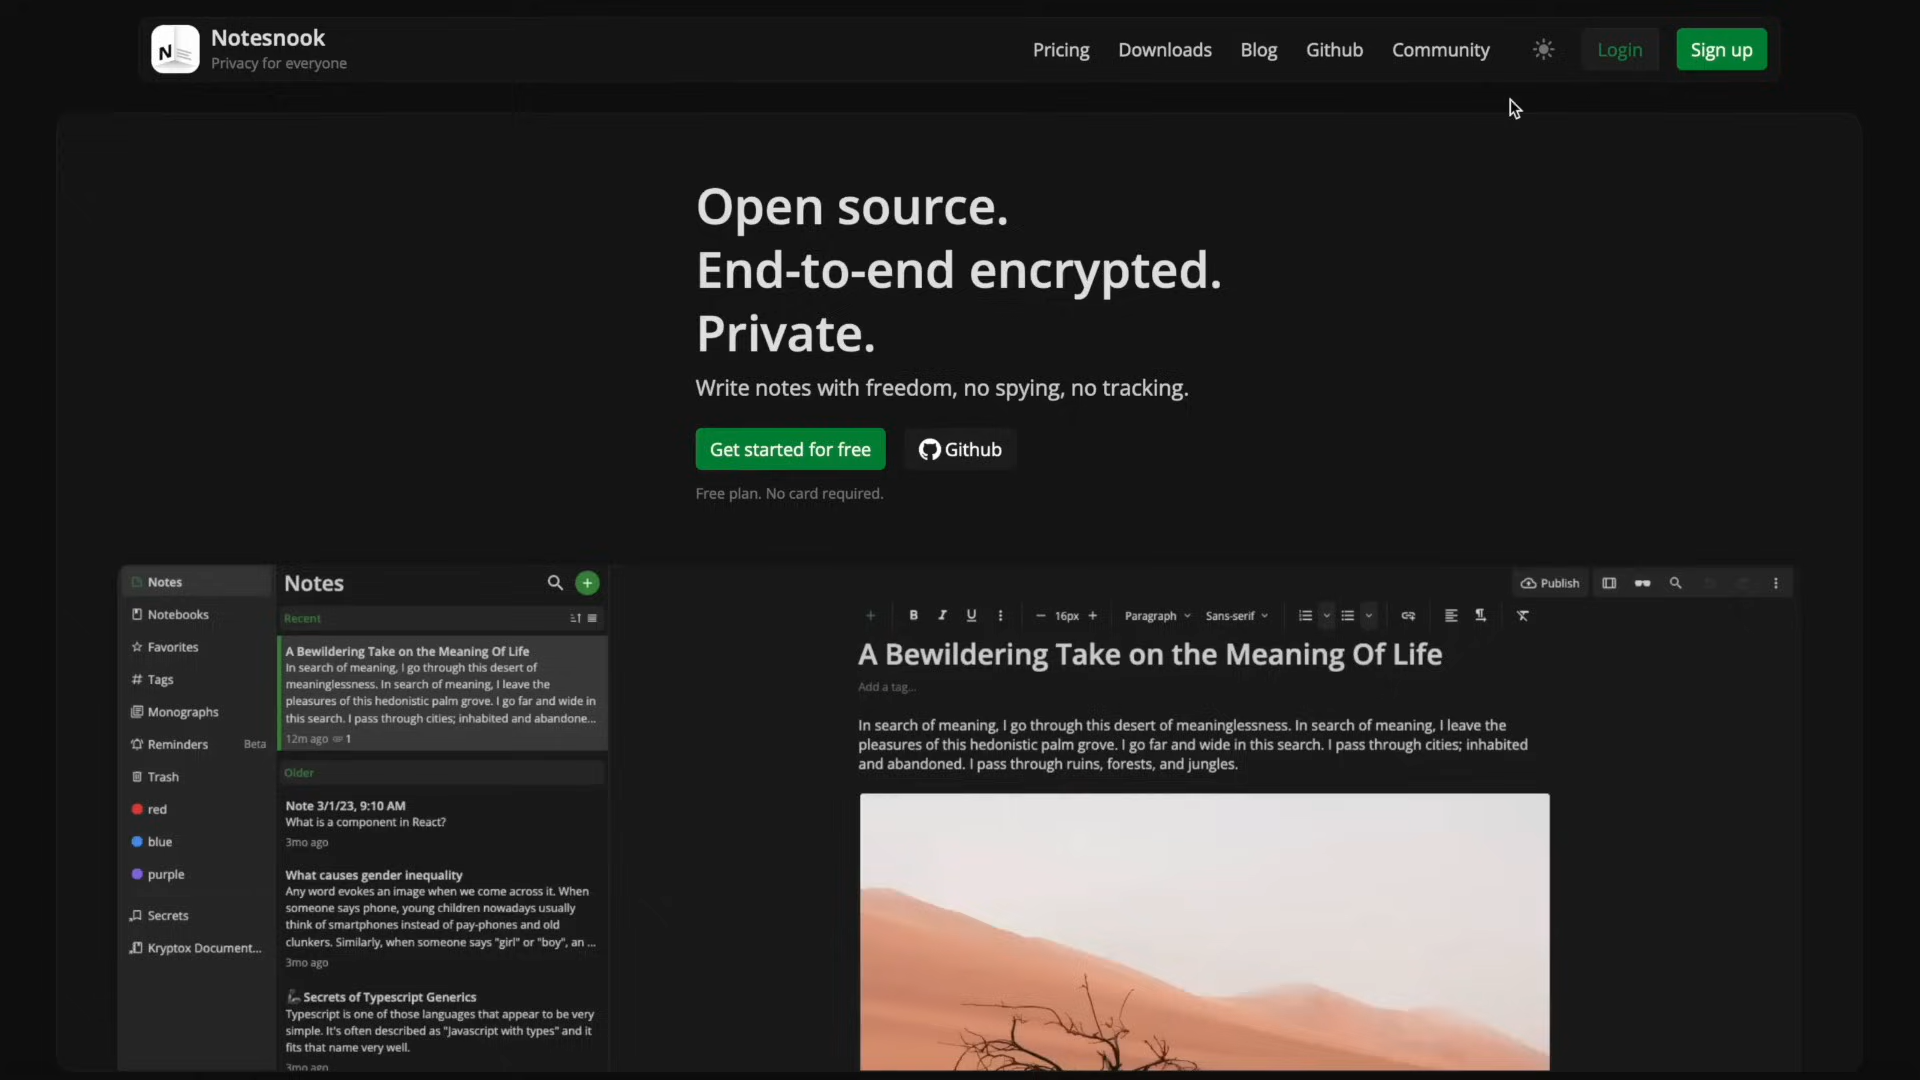 Notesnook
Privacy for everyone
Pricing
Downloads
Blog
Github
Community
Login
Sign up
Open source.
End-to-end encrypted.
Private.
Write notes with freedom, no spying, no tracking.
Get started for free
Github
Free plan. No card required.
Notes
Notebooks
Favorites
Tags
Monographs
Reminders Beta
Trash
red
blue
purple
Secrets
Kryptox Document...
Notes
Recent
A Bewildering Take on the Meaning Of Life
In search of meaning, I go through this desert of
meaninglessness. In search of meaning, I leave the
pleasures of this hedonistic palm grove. I go far and wide in
this search. I pass through cities; inhabited and abandone...
12m ago 1
Older
Note 3/1/23, 9:10 AM
What is a component in React?
3mo ago
What causes gender inequality
Any word evokes an image when we come across it. When
someone says phone, young children nowadays usually
think of smartphones instead of pay-phones and old
clunkers. Similarly, when someone says "girl" or "boy", an ...
3mo ago
Secrets of Typescript Generics
Typescript is one of those languages that appear to be very
simple. It's often described as "Javascript with types" and it
fits that name very well.
3mo ago
Publish
B I U
16px
Paragraph
Sans-serif
A Bewildering Take on the Meaning Of Life
Add a tag...
In search of meaning, I go through this desert of meaninglessness. In search of meaning, I leave the
pleasures of this hedonistic palm grove. I go far and wide in this search. I pass through cities; inhabited
and abandoned. I pass through ruins, forests, and jungles.